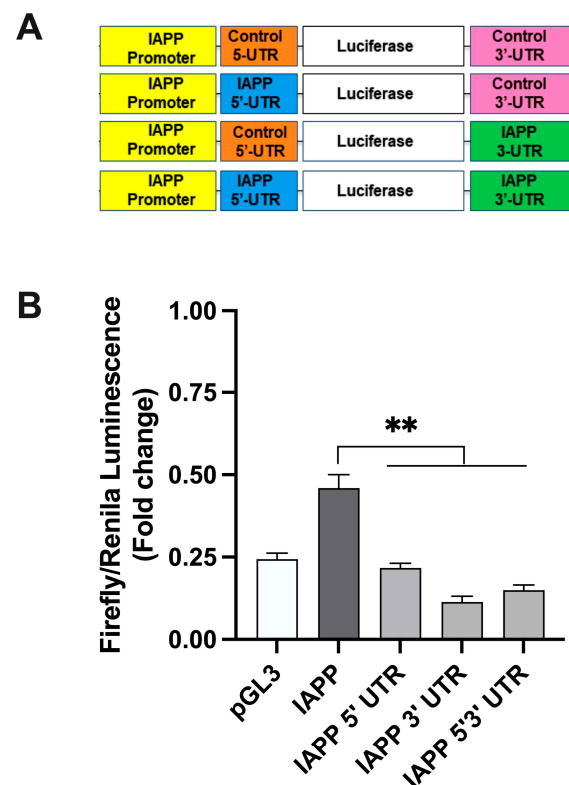 A
IAPP Promoter Control 5-UTR Luciferase Control 3'-UTR
IAPP Promoter IAPP 5'-UTR Luciferase Control 3'-UTR
IAPP Promoter Control 5'-UTR Luciferase IAPP 3-UTR
IAPP Promoter IAPP 5'-UTR Luciferase IAPP 3'-UTR
B
Firefly/Renila Luminescence
(Fold change)
1.00
0.75
0.50
0.25
0.00
**
pGL3
IAPP
IAPP 5' UTR
IAPP 3' UTR
IAPP 5'3' UTR